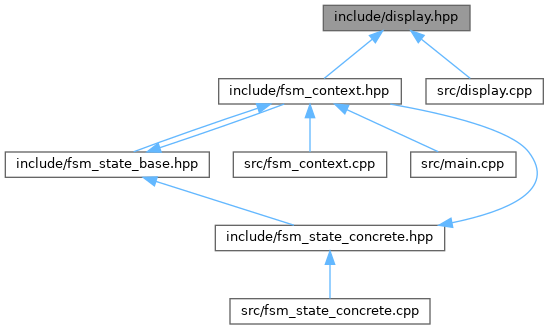 include/display.hpp
include/fsm_context.hpp
src/display.cpp
include/fsm_state_base.hpp
src/fsm_context.cpp
src/main.cpp
include/fsm_state_concrete.hpp
src/fsm_state_concrete.cpp